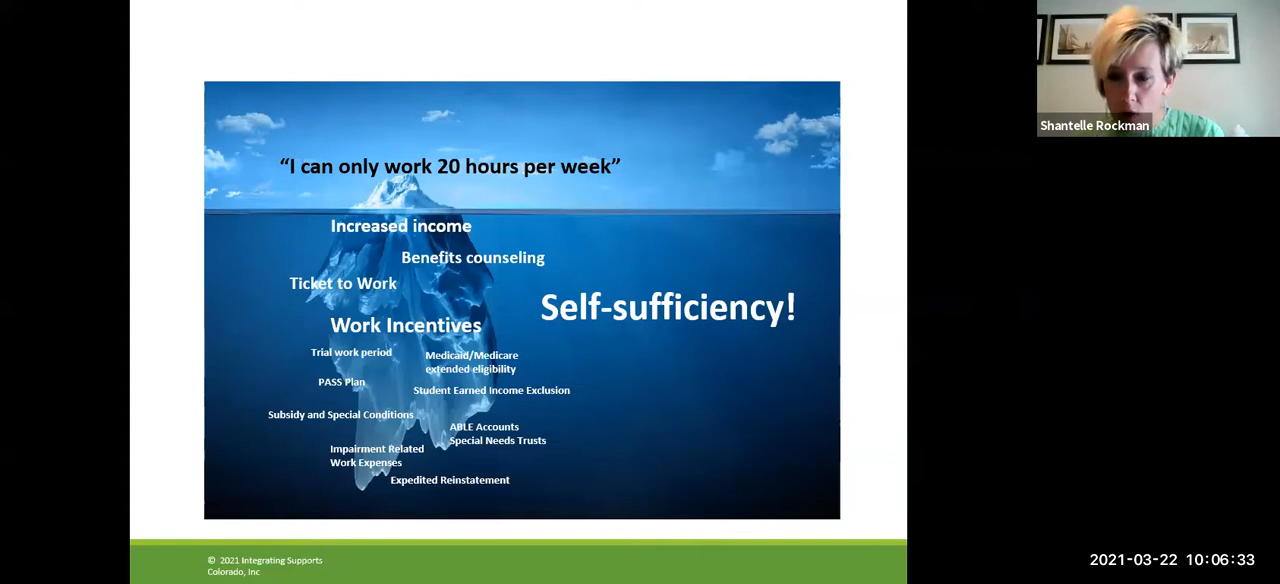 Shantelle Rockman
“I can only work 20 hours per week”
Increased income
Benefits counseling
Ticket to Work
Self-sufficiency!
Work Incentives
Trial work period
Medicaid/Medicare
extended eligibility
PASS Plan
Student Earned Income Exclusion
Subsidy and Special Conditions
ABLE Accounts
Special Needs Trusts
Impairment Related
Work Expenses
Expedited Reinstatement
© 2021 Integrating Supports
Colorado, Inc
2021-03-22 10:06:33